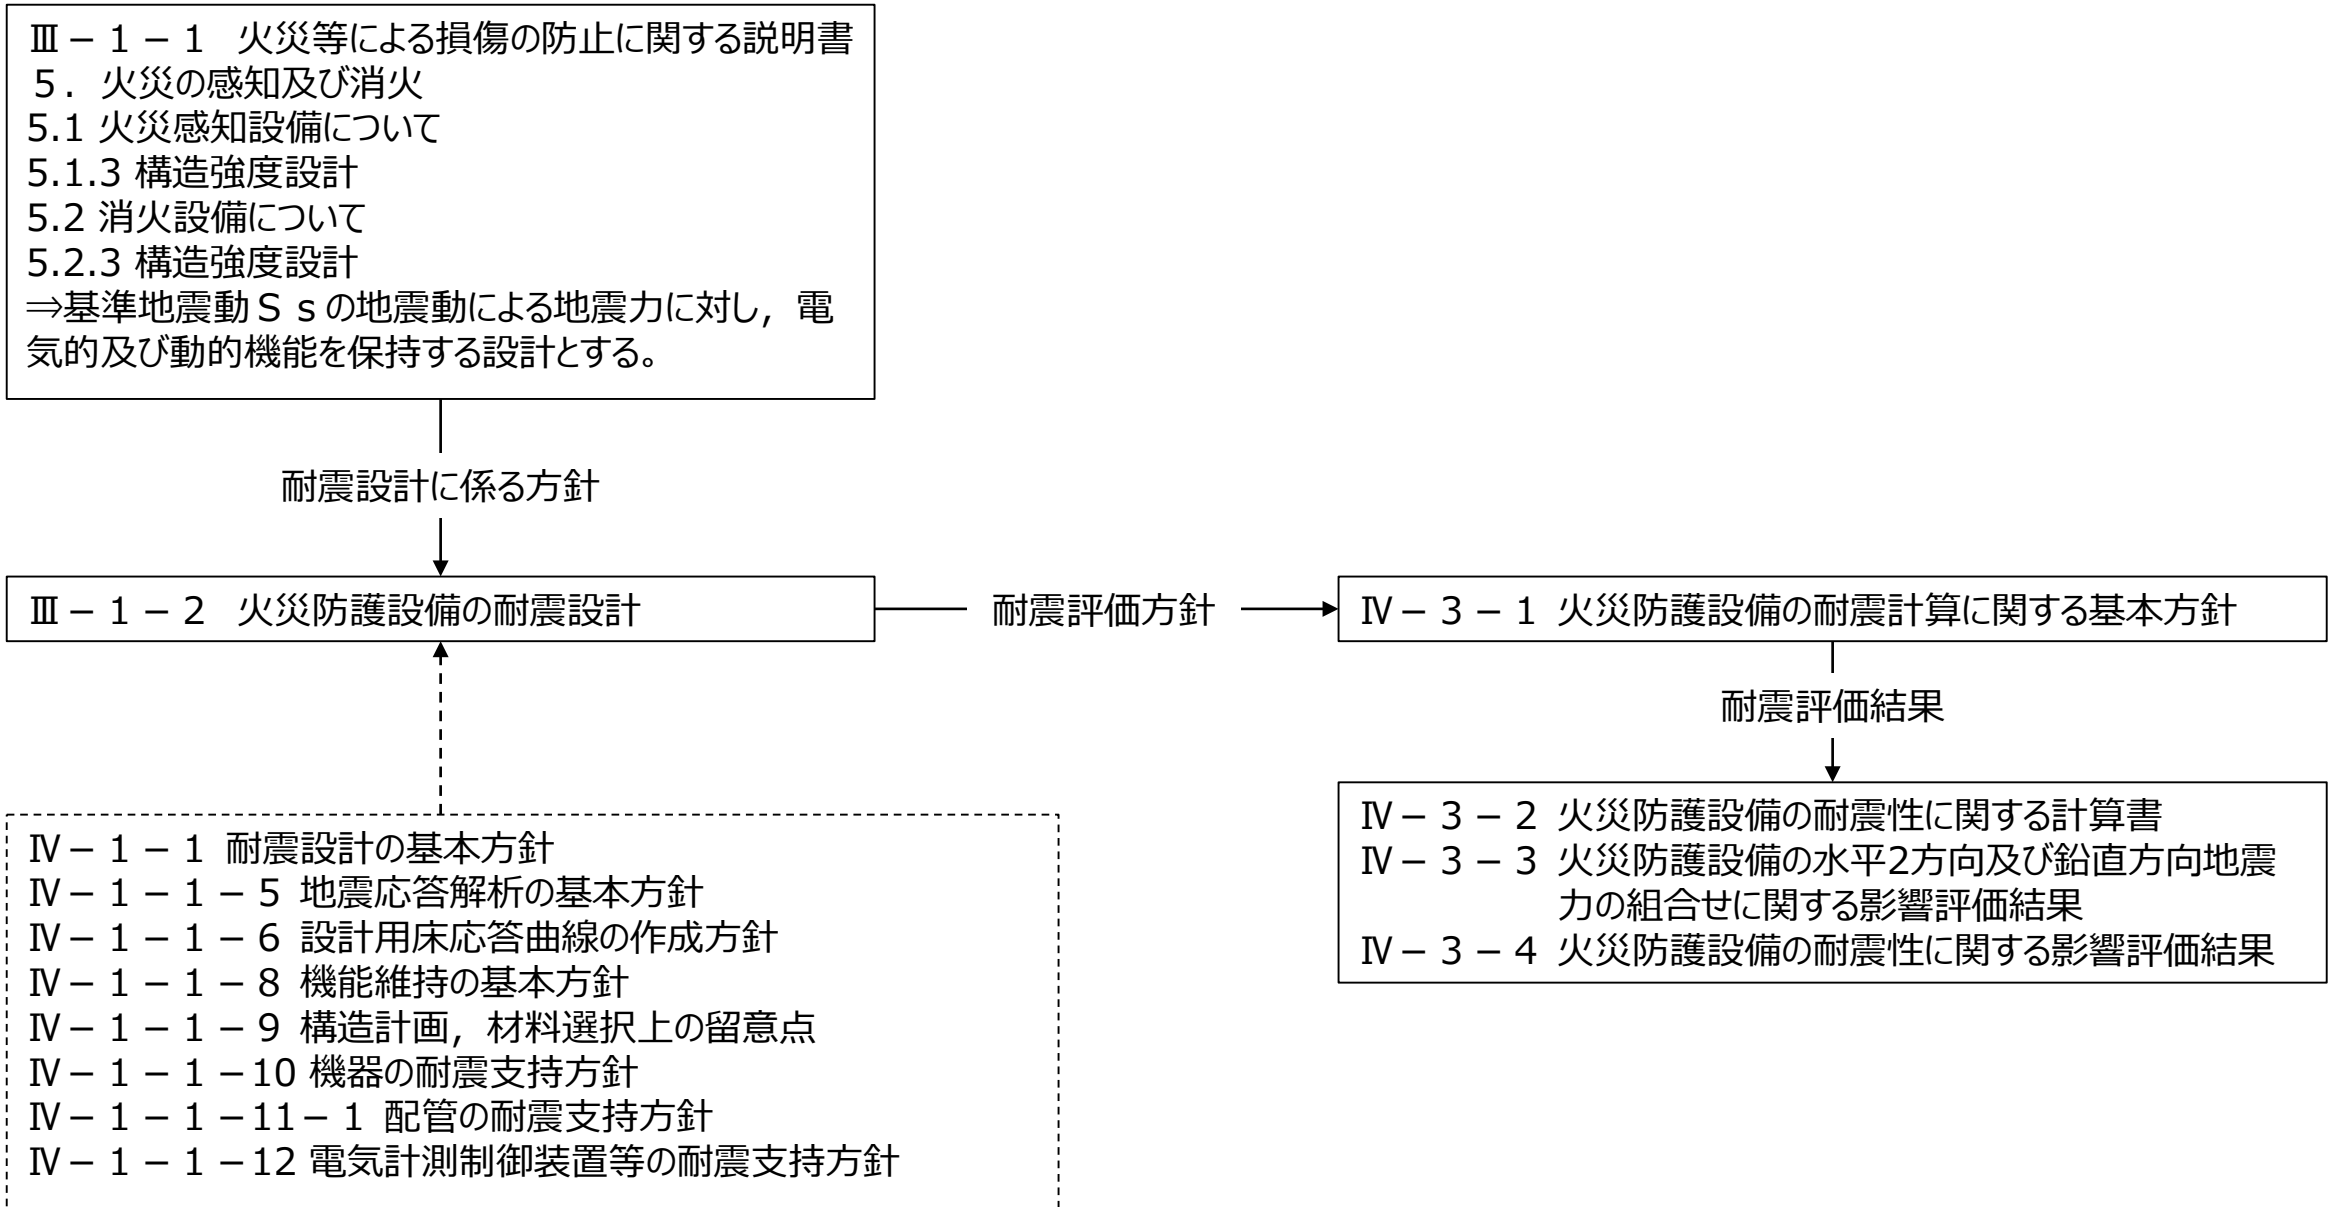 Ⅲ－１－１ 火災等による損傷の防止に関する説明書
５．火災の感知及び消火
5.1 火災感知設備について
5.1.3 構造強度設計
5.2 消火設備について
5.2.3 構造強度設計
⇒基準地震動Ｓｓの地震動による地震力に対し，電
気的及び動的機能を保持する設計とする。
耐震設計に係る方針
Ⅲ－１－２ 火災防護設備の耐震設計
耐震評価方針
Ⅳ－３－１ 火災防護設備の耐震計算に関する基本方針
耐震評価結果
Ⅳ－３－２ 火災防護設備の耐震性に関する計算書
Ⅳ－３－３ 火災防護設備の水平2方向及び鉛直方向地震
力の組合せに関する影響評価結果
Ⅳ－３－４ 火災防護設備の耐震性に関する影響評価結果
Ⅳ－１－１ 耐震設計の基本方針
Ⅳ－１－１－５ 地震応答解析の基本方針
Ⅳ－１－１－６ 設計用床応答曲線の作成方針
Ⅳ－１－１－８ 機能維持の基本方針
Ⅳ－１－１－９ 構造計画，材料選択上の留意点
Ⅳ－１－１－10 機器の耐震支持方針
Ⅳ－１－１－11－１ 配管の耐震支持方針
Ⅳ－１－１－12 電気計測制御装置等の耐震支持方針